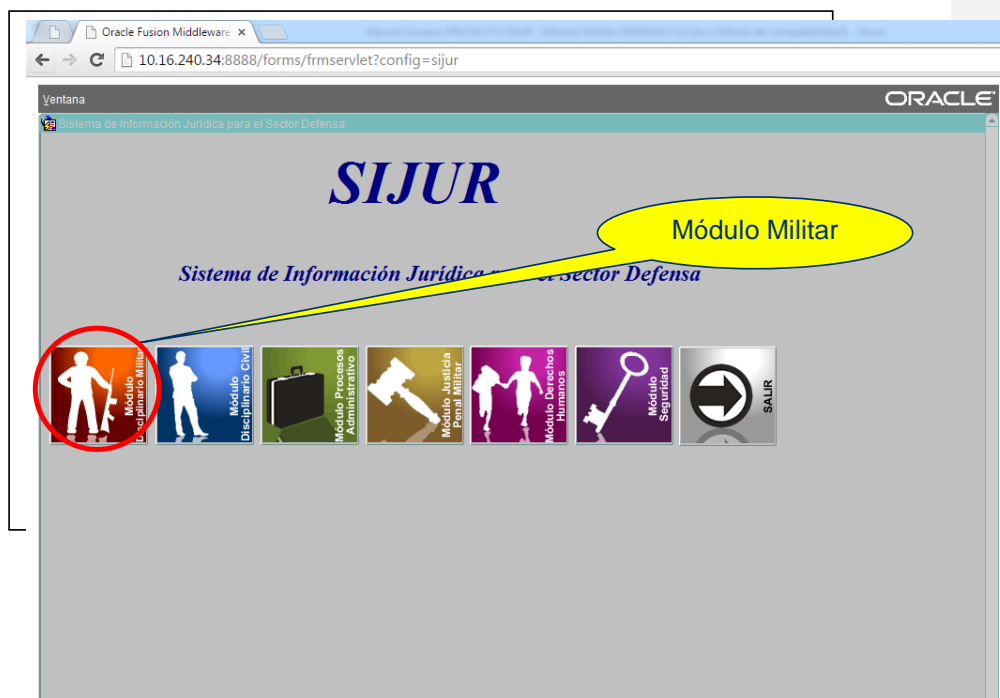 Oracle Fusion Middleware ×
10.16.240.34:8888/forms/frmservlet?config=sijur
Ventana
ORACLE
Sistema de Información Jurídica para el Sector Defensa
SIJUR
Módulo Militar
Sistema de Información Jurídica el Sector Defensa
Módulo
Disciplinario Militar
Módulo
Disciplinario Civil
Módulo Procesos
Administrativo
Módulo Justicia
Penal Militar
Módulo Derechos
Humanos
Módulo
Seguridad
SALIR